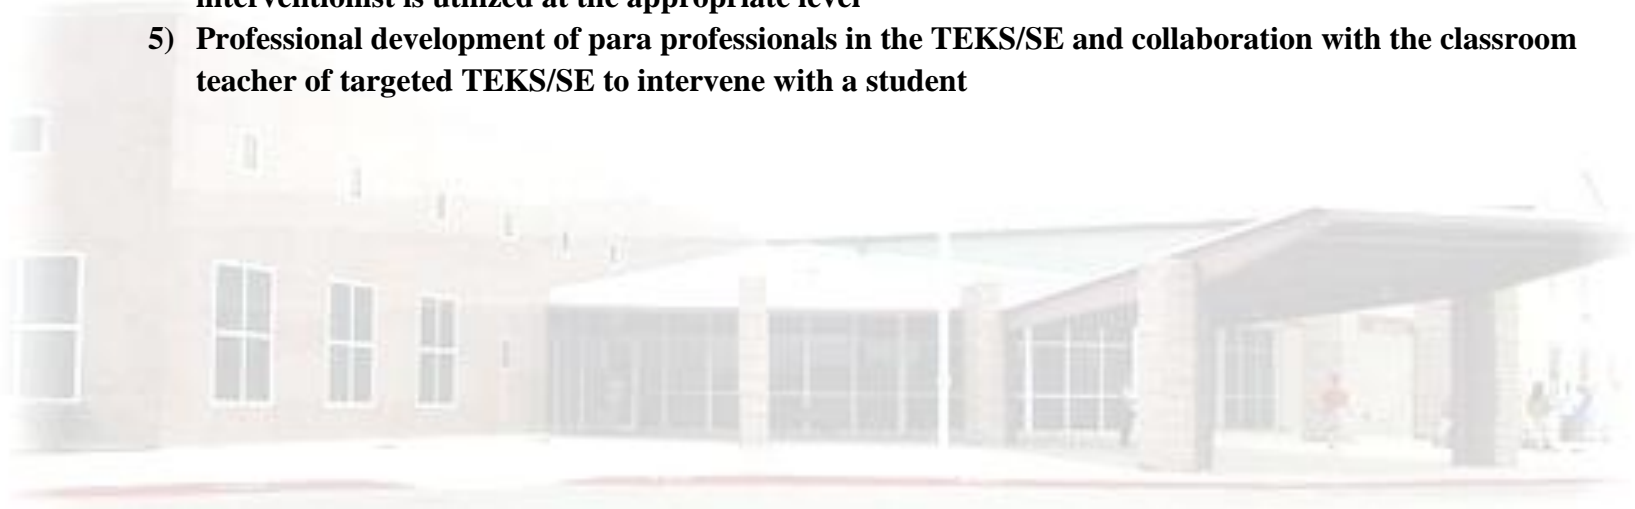 interventionist is utilized at the appropriate level
5) Professional development of para professionals in the TEKS/SE and collaboration with the classroom
teacher of targeted TEKS/SE to intervene with a student